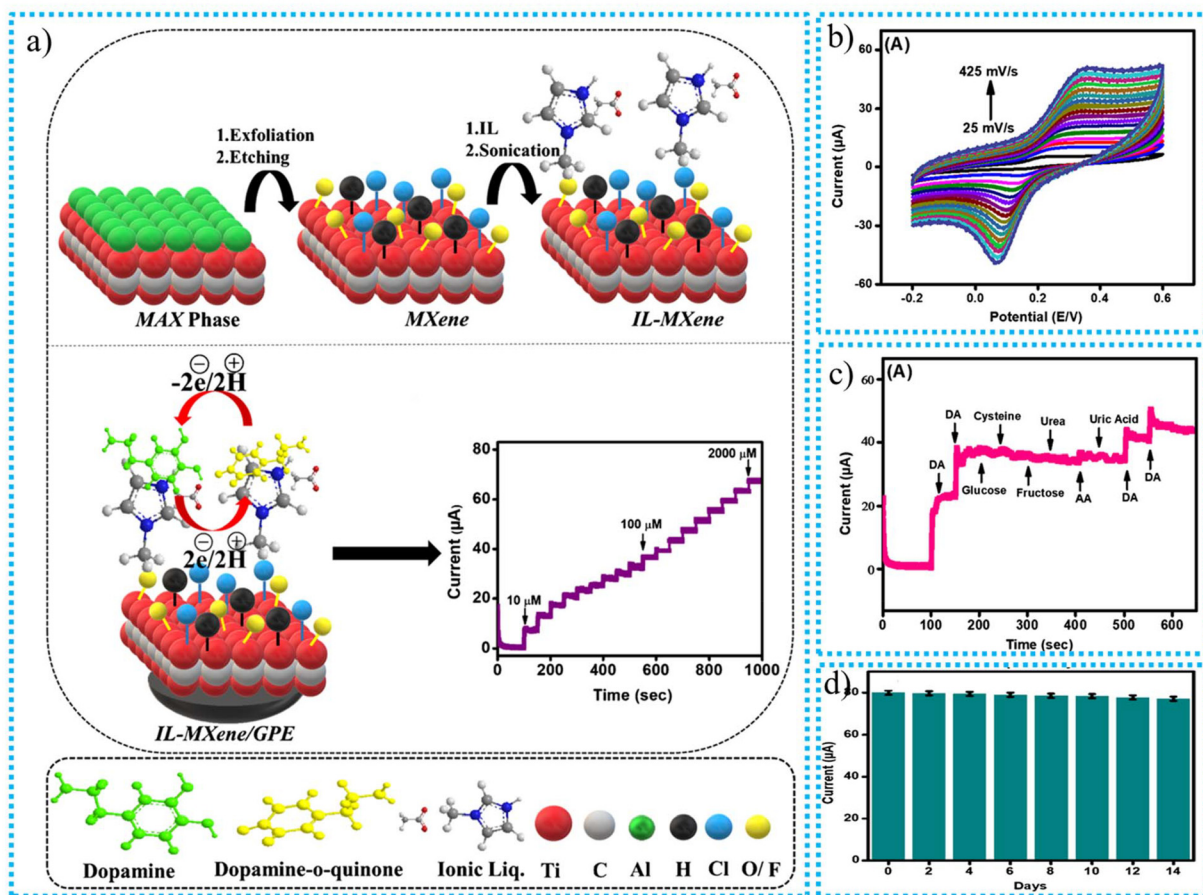 a)
1.Exfoliation
2.Etching
1.IL
2.Sonication
MAX Phase
MXene
IL-MXene
-2e/2H
- +
2e/2H
- +
IL-MXene/GPE
Current (µA)
80
60
40
20
0
10 µM
100 µM
2000 µM
0 200 400 600 800 1000
Time (sec)
Dopamine
Dopamine-o-quinone
Ionic Liq.
Ti
C
Al
H
Cl
O/ F
b)
(A)
425 mV/s
25 mV/s
Current (µA)
60
30
0
-30
-60
-0.2 0.0 0.2 0.4 0.6
Potential (E/V)
c)
(A)
Current (µA)
60
40
20
0
DA
DA
Cysteine
Urea
Uric Acid
Glucose
Fructose
AA
DA
DA
0 100 200 300 400 500 600
Time (sec)
d)
Current (µA)
80
60
40
20
0
0 2 4 6 8 10 12 14
Days